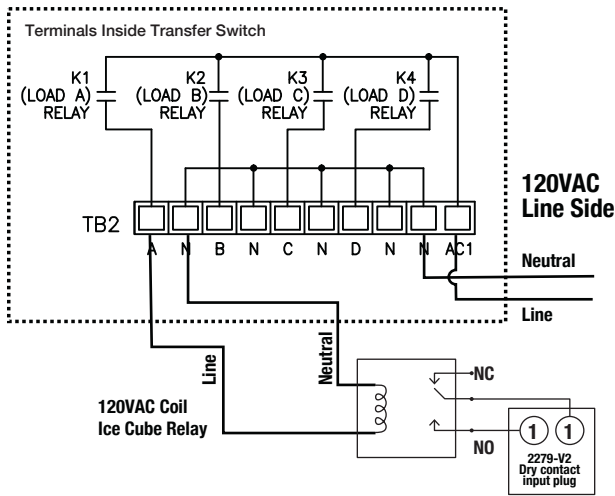 Terminals Inside Transfer Switch
K1
(LOAD A)
RELAY
K2
(LOAD B)
RELAY
K3
(LOAD C)
RELAY
K4
(LOAD D)
RELAY
120VAC
Line Side
TB2
A N B N C N D N N AC1
Neutral
Line
Line
Neutral
120VAC Coil
Ice Cube Relay
NC
NO
1 1
2279-V2
Dry contact
input plug